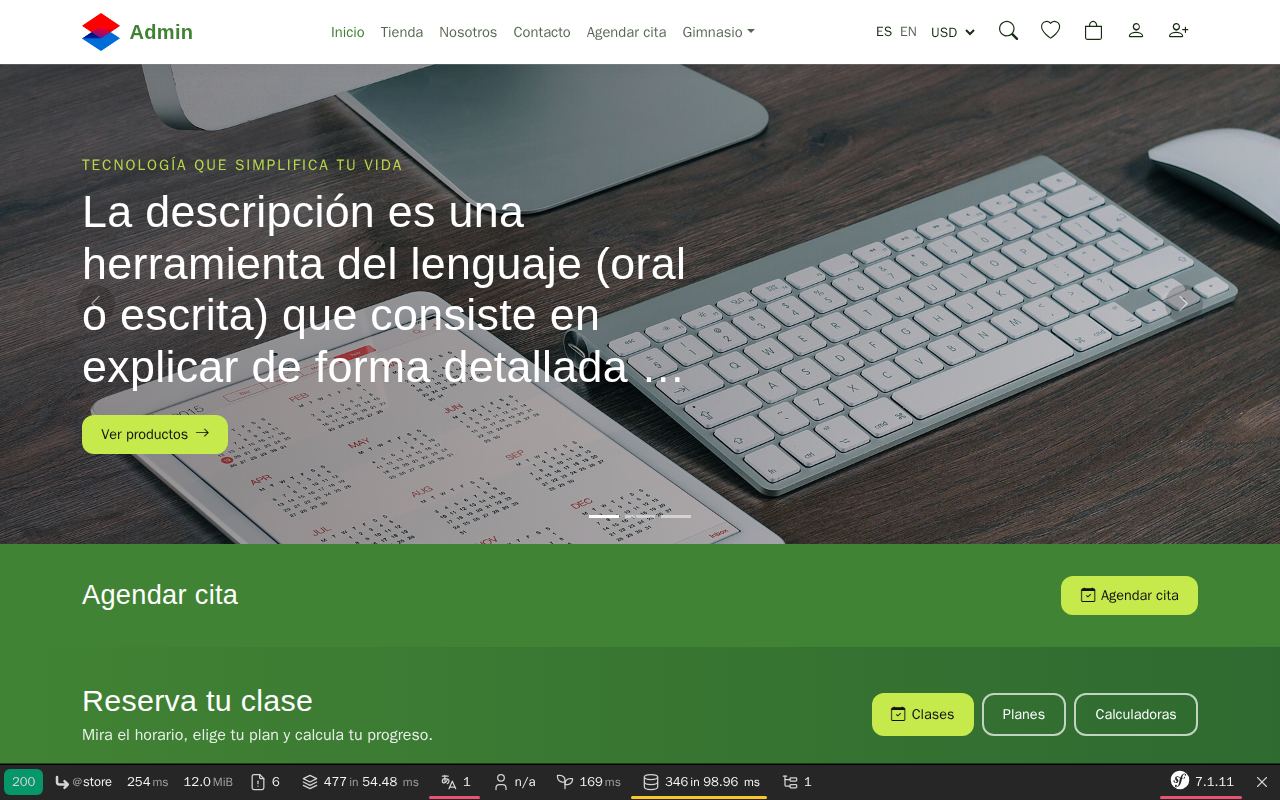 Admin
Inicio Tienda Nosotros Contacto Agendar cita Gimnasio
ES EN USD
TECNOLOGÍA QUE SIMPLIFICA TU VIDA
La descripción es una
herramienta del lenguaje (oral
o escrita) que consiste en
explicar de forma detallada ...
Ver productos
Agendar cita
Agendar cita
Reserva tu clase
Mira el horario, elige tu plan y calcula tu progreso.
Clases Planes Calculadoras
200 @store 254 ms 12.0 MiB 6 477 in 54.48 ms 1 n/a 169 ms 346 in 98.96 ms 1 sf 7.1.11